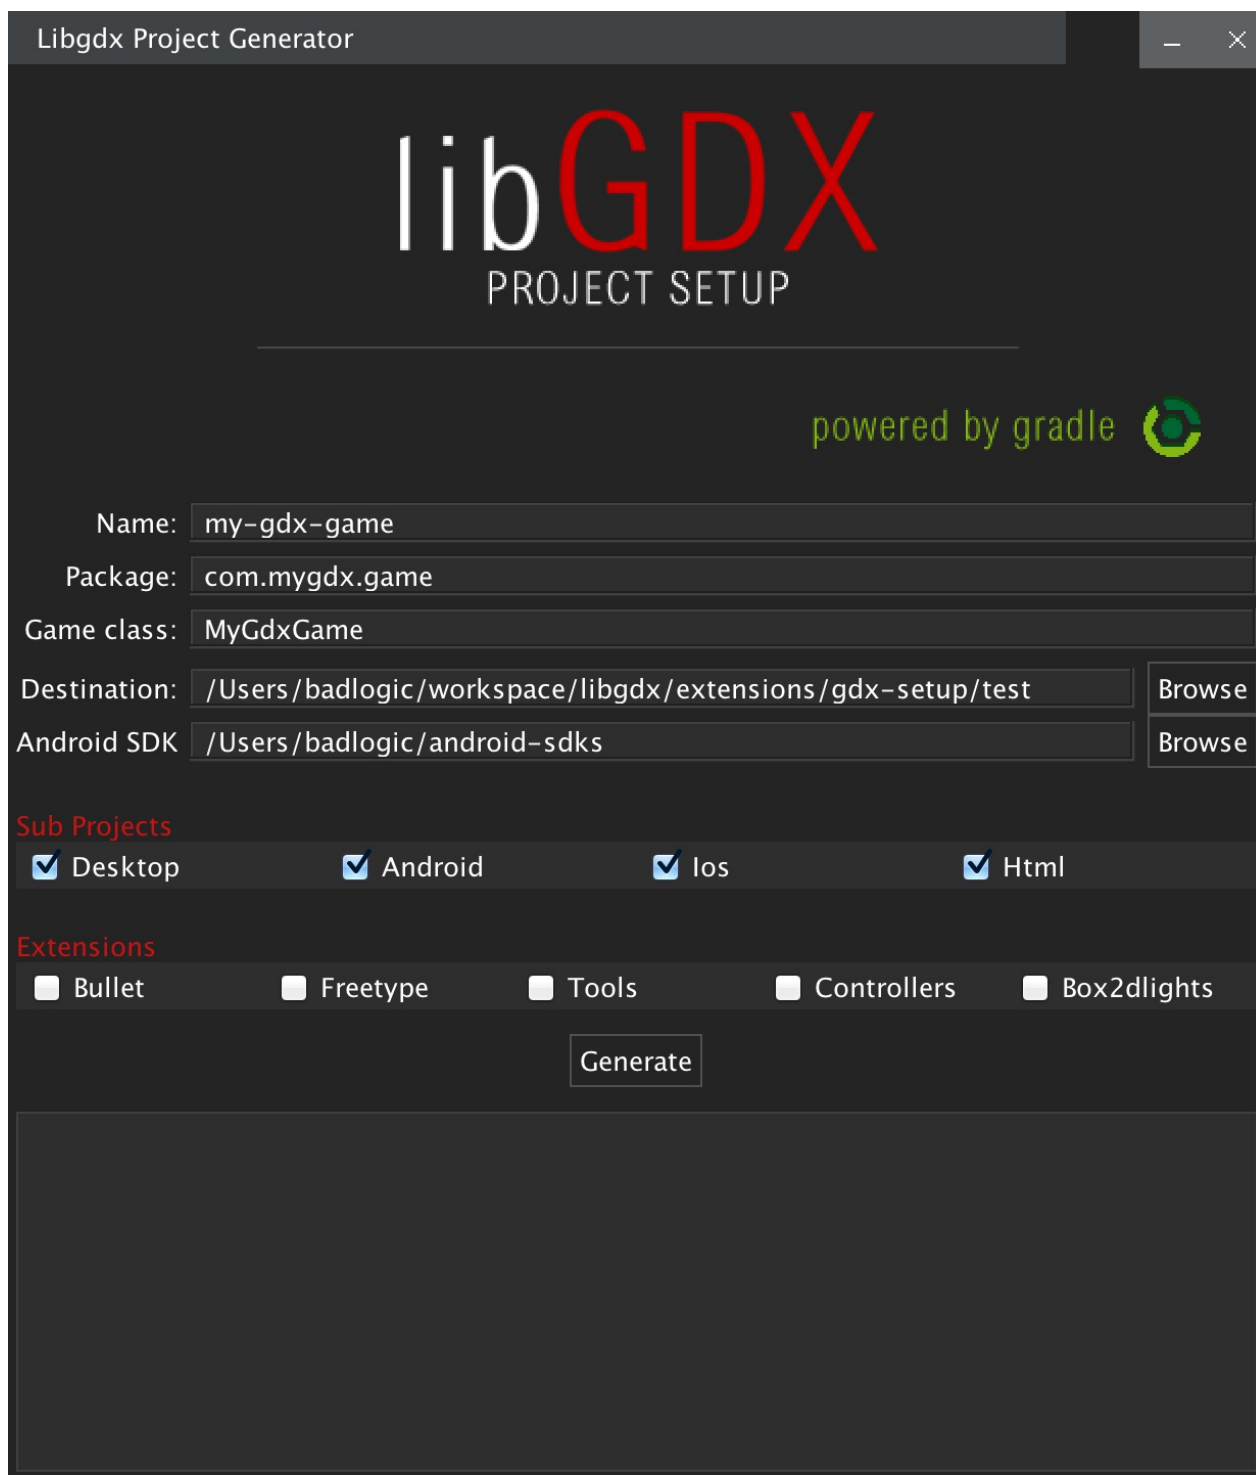 Libgdx Project Generator
libGDX
PROJECT SETUP
powered by gradle
Name: my-gdx-game
Package: com.mygdx.game
Game class: MyGdxGame
Destination: /Users/badlogic/workspace/libgdx/extensions/gdx-setup/test Browse
Android SDK /Users/badlogic/android-sdks Browse
Sub Projects
Desktop Android Ios Html
Extensions
Bullet Freetype Tools Controllers Box2dlights
Generate